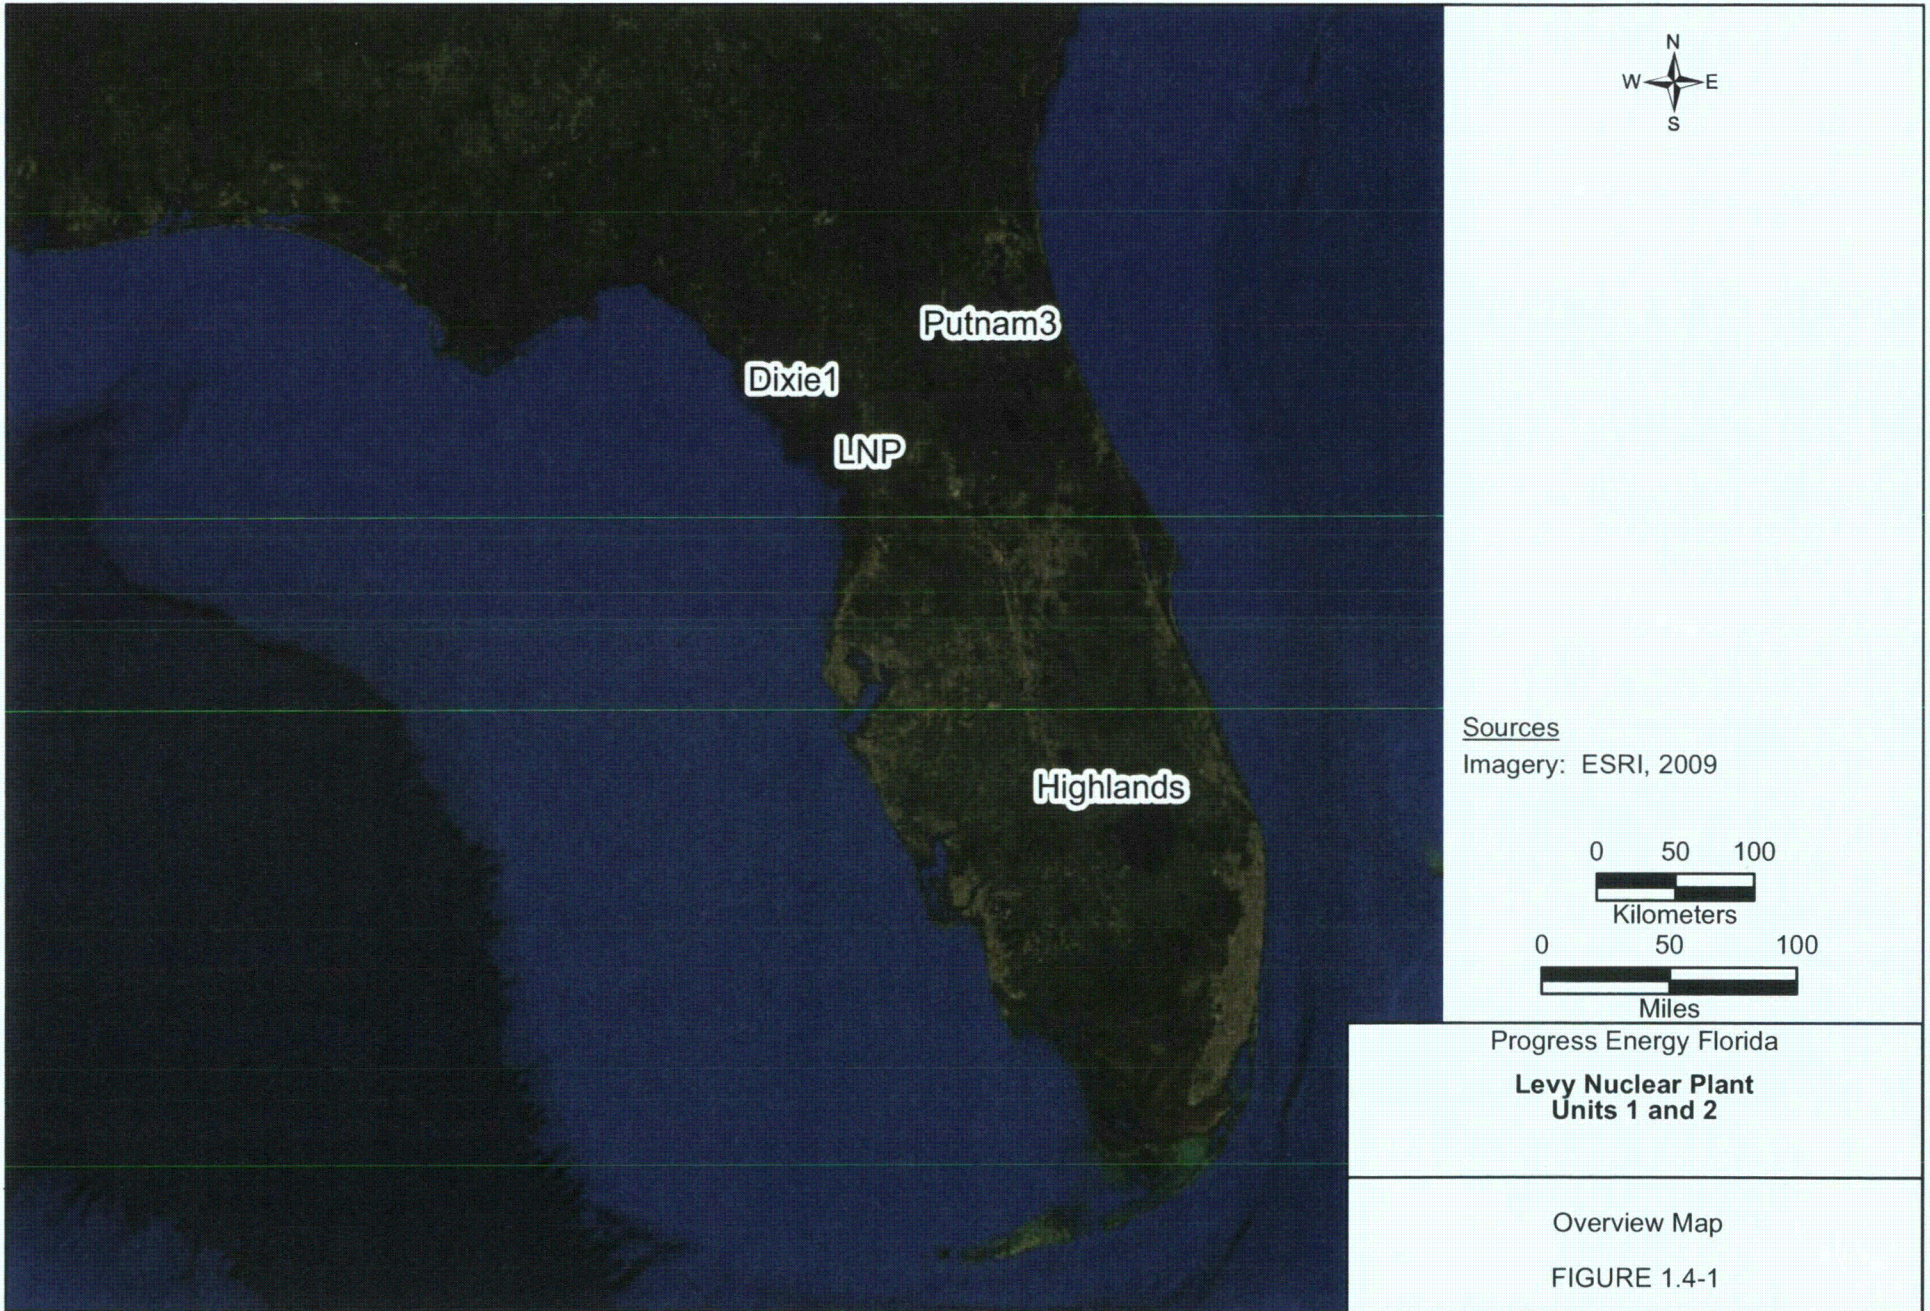 N
W E
S
Putnam3
Dixie1
LNP
Highlands
Sources
Imagery: ESRI, 2009
0 50 100
Kilometers
0 50 100
Miles
Progress Energy Florida
Levy Nuclear Plant
Units 1 and 2
Overview Map
FIGURE 1.4-1